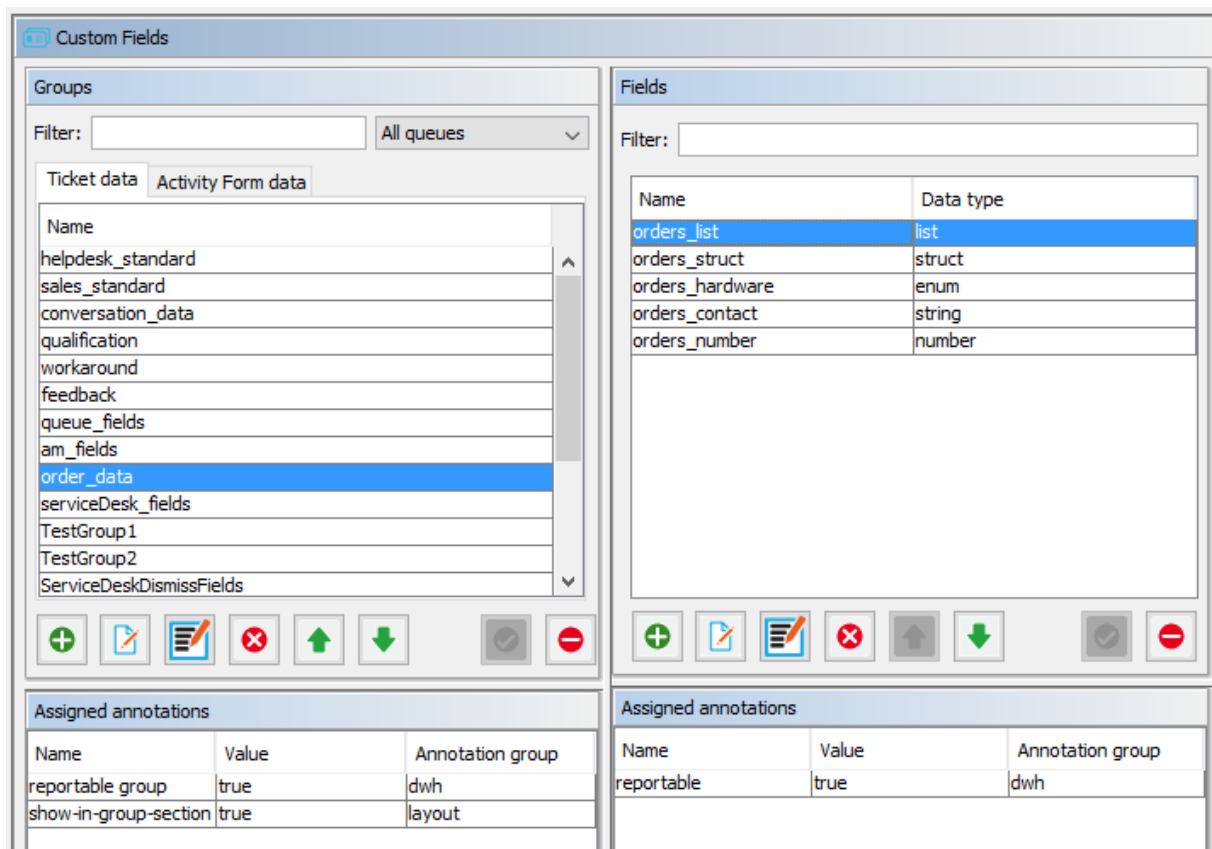 Custom Fields
Groups
Filter:
All queues
Ticket data
Activity Form data
Name
helpdesk_standard
sales_standard
conversation_data
qualification
workaround
feedback
queue_fields
am_fields
order_data
serviceDesk_fields
TestGroup1
TestGroup2
ServiceDeskDismissFields
Assigned annotations
Name Value Annotation group
reportable group true dwh
show-in-group-section true layout
Fields
Filter:
Name Data type
orders_list list
orders_struct struct
orders_hardware enum
orders_contact string
orders_number number
Assigned annotations
Name Value Annotation group
reportable true dwh